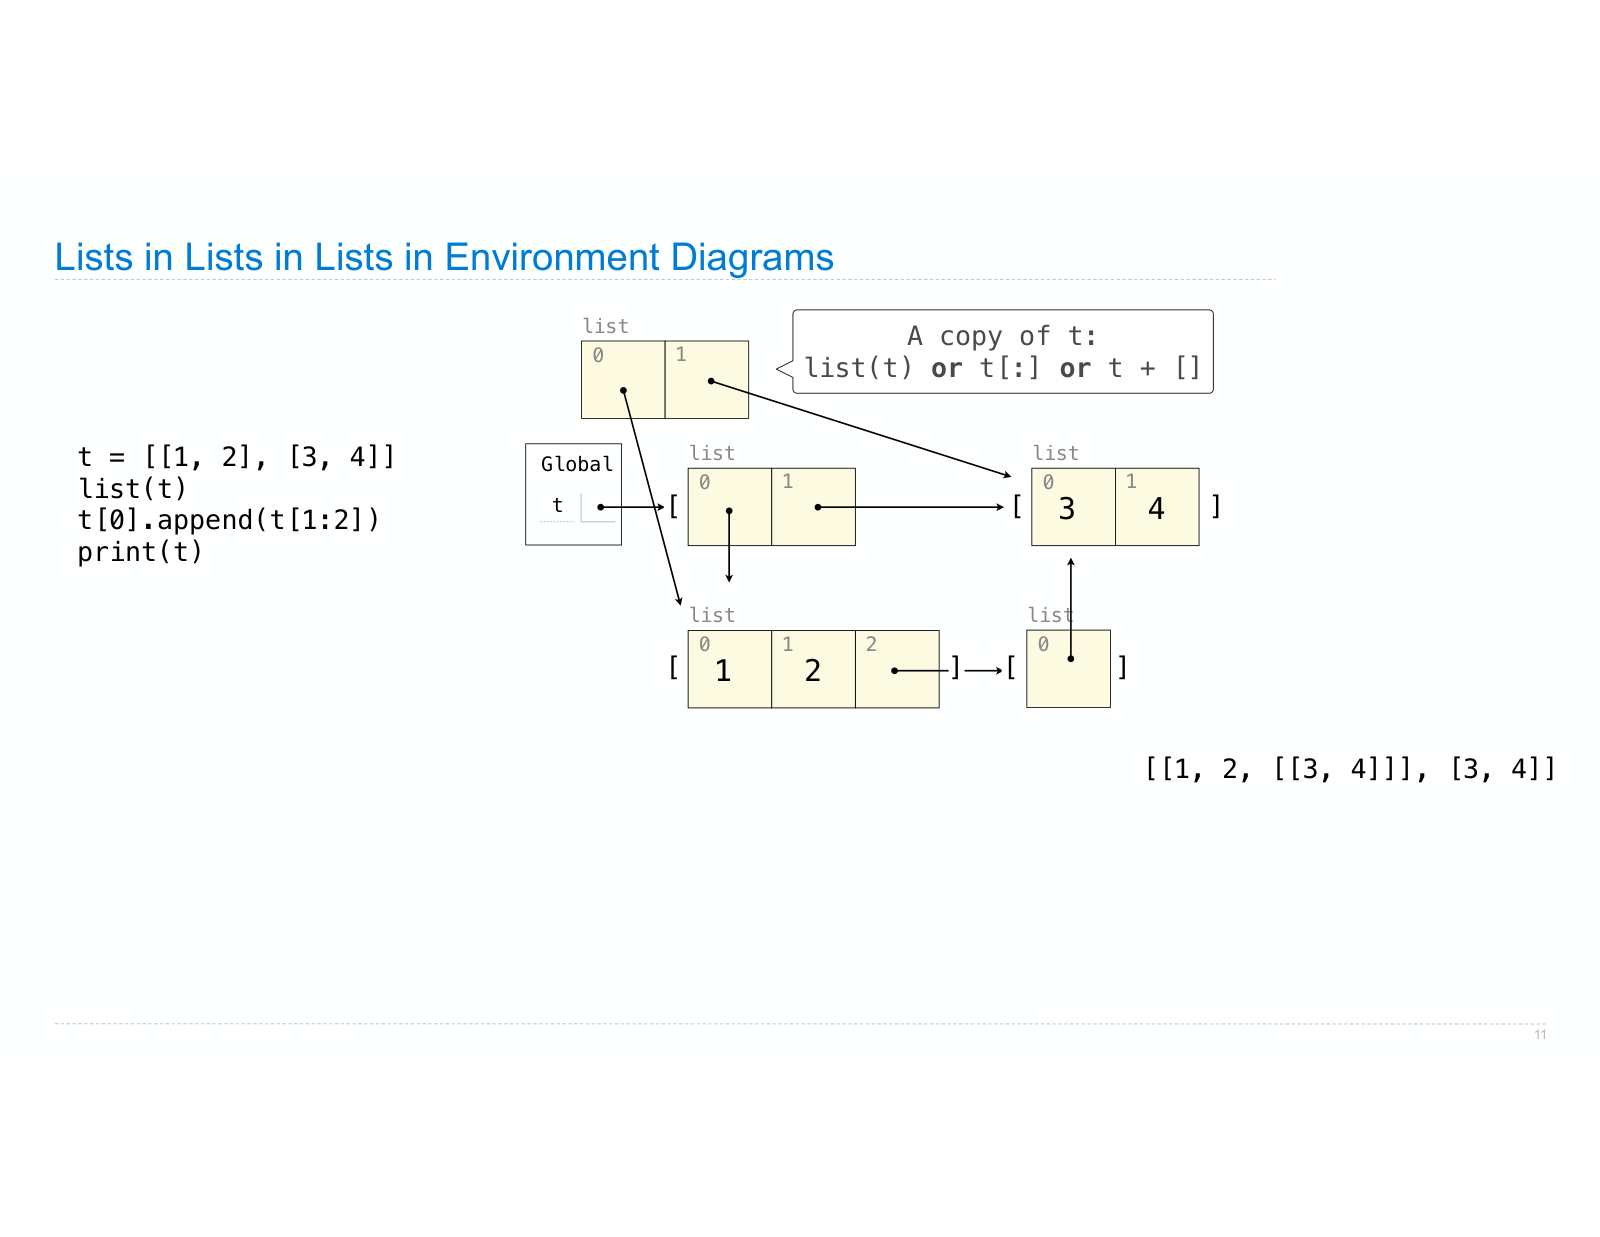 Lists in Lists in Lists in Environment Diagrams
list
0 1
A copy of t:
list(t) or t[:] or t + []
t = [[1, 2], [3, 4]]
list(t)
t[0].append(t[1:2])
print(t)
Global
t
[
list
0 1
[
list
0 1
3 4
]
[
list
0 1 2
1 2
]
[
list
0
]
[[1, 2, [[3, 4]]], [3, 4]]
11